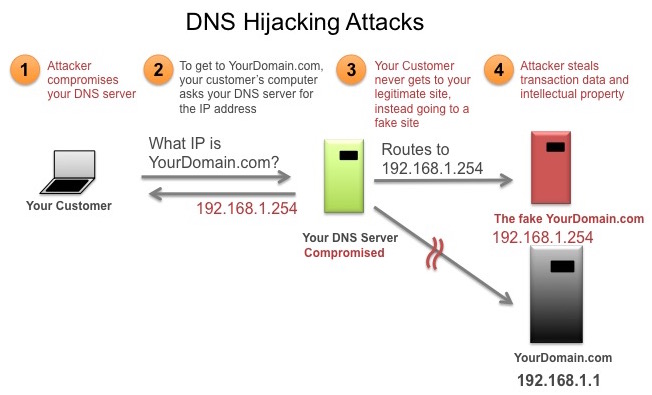 DNS Hijacking Attacks
1
Attacker
compromises
your DNS server
2
To get to YourDomain.com,
your customer's computer
asks your DNS server for
the IP address
3
Your Customer
never gets to your
legitimate site,
instead going to a
fake site
4
Attacker steals
transaction data and
intellectual property
What IP is
YourDomain.com?
Routes to
192.168.1.254
Your Customer
192.168.1.254
The fake YourDomain.com
192.168.1.254
Your DNS Server
Compromised
YourDomain.com
192.168.1.1